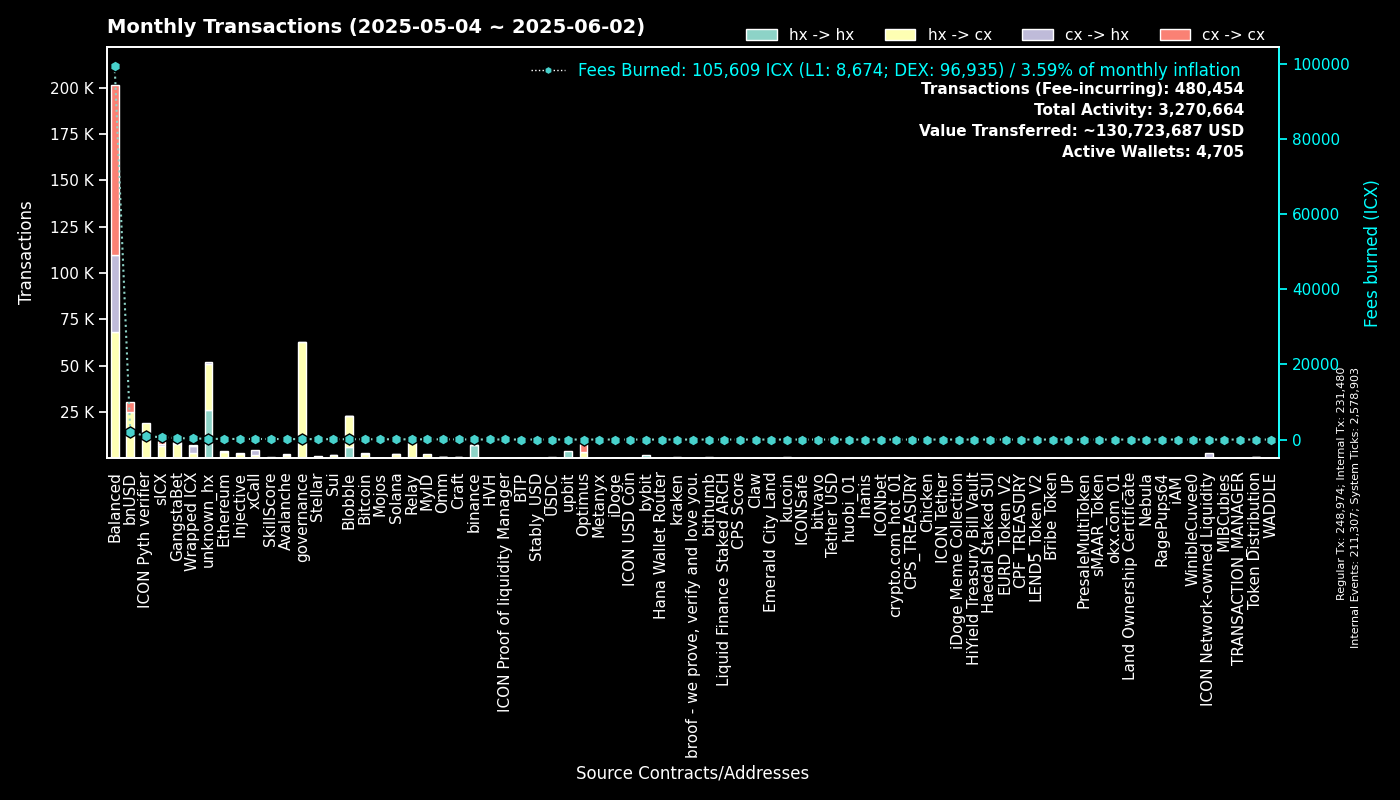 Monthly Transactions (2025-05-04 ~ 2025-06-02)
hx -> hx
hx -> cx
cx -> hx
cx -> cx
Fees Burned: 105,609 ICX (L1: 8,674; DEX: 96,935) / 3.59% of monthly inflation
Transactions (Fee-incurring): 480,454
Total Activity: 3,270,664
Value Transferred: ~130,723,687 USD
Active Wallets: 4,705
Transactions
200 K
175 K
150 K
125 K
100 K
75 K
50 K
25 K
100000
80000
60000
40000
20000
0
Fees burned (ICX)
Regular Tx: 248,974; Internal Tx: 231,480
Internal Events: 211,307; System Ticks: 2,578,903
Balanced
bnUSD
ICON Pyth verifier
sICX
GangstaBet
Wrapped ICX
unknown_hx
Ethereum
Injective
xCall
SkillScore
Avalanche
governance
Stellar
Sui
Blobble
Bitcoin
Mojos
Solana
Relay
MyID
Omm
Craft
binance
HVH
ICON Proof of liquidity Manager
BTP
Stably_USD
USDC
upbit
Optimus
Metanyx
iDoge
ICON USD Coin
bybit
Hana Wallet Router
kraken
broof - we prove, verify and love you.
bithumb
Liquid Finance Staked ARCH
CPS Score
Claw
Emerald City Land
kucoin
ICONSafe
bitvavo
Tether_USD
huobi_01
Inanis
ICONbet
crypto.com_hot_01
CPS_TREASURY
Chicken
ICON_Tether
iDoge Meme Collection
HiYield Treasury Bill Vault
Haedal Staked SUI
EURD_Token_V2
CPF_TREASURY
LEND5_Token_V2
Bribe Token
UP
PresaleMultiToken
sMAAR_Token
okx.com_01
Land Ownership Certificate
Nebula
RagePups64
IAM
WinibleCuvee0
ICON Network-owned Liquidity
MIBCubies
TRANSACTION_MANAGER
Token_Distribution
WADDLE
Source Contracts/Addresses